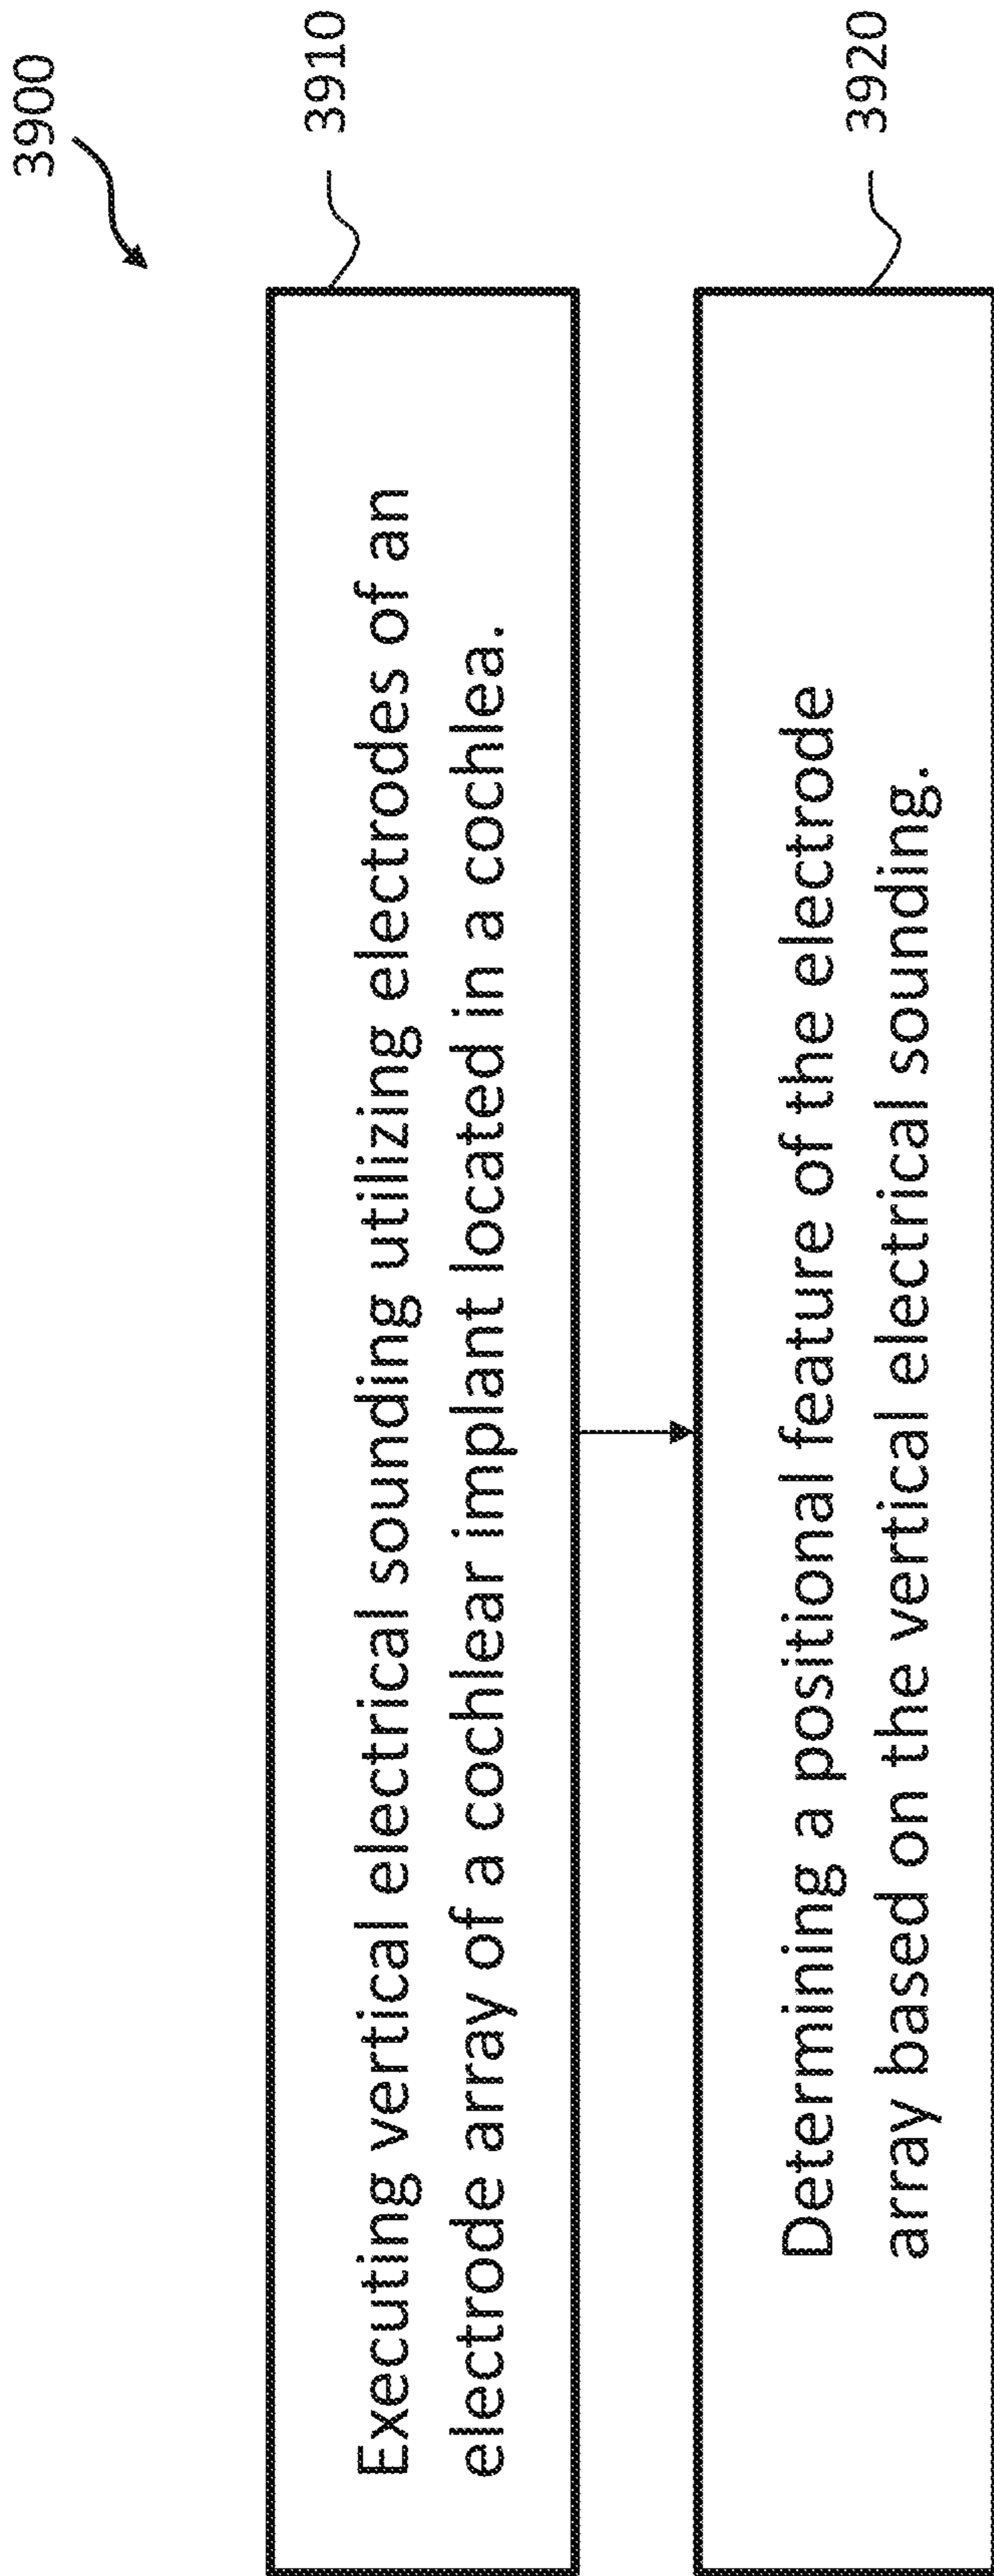 3900
3910
Executing vertical electrical sounding utilizing electrodes of an
electrode array of a cochlear implant located in a cochlea.
3920
Determining a positional feature of the electrode
array based on the vertical electrical sounding.